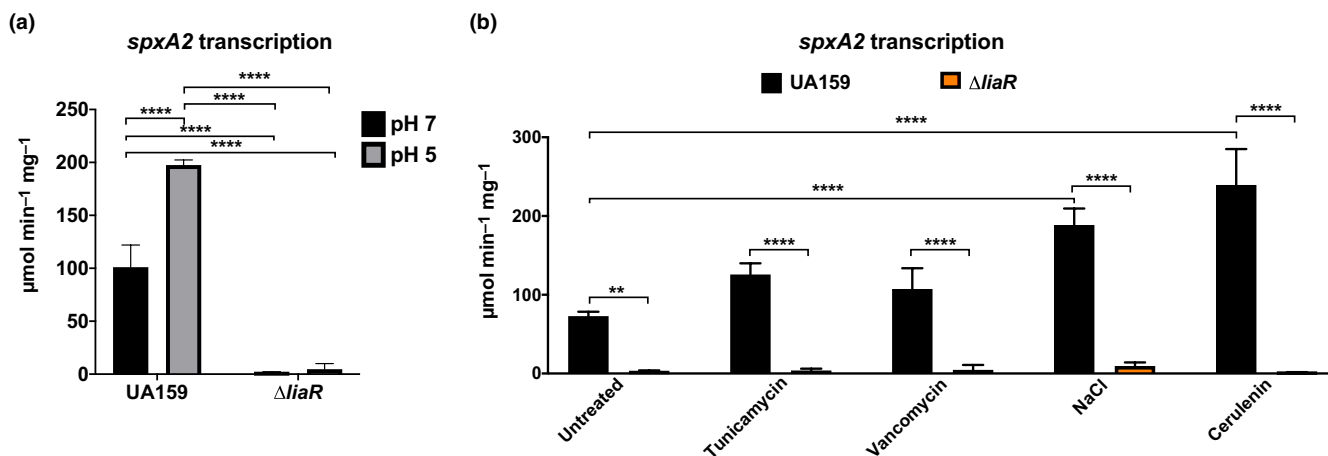 (a)
spxA2 transcription
****
****
****
****
****
250
200
150
100
50
0
µmol min⁻¹ mg⁻¹
pH 7
pH 5
UA159
ΔliaR
(b)
spxA2 transcription
UA159
ΔliaR
****
****
****
****
****
****
**
300
200
100
0
µmol min⁻¹ mg⁻¹
Untreated
Tunicamycin
Vancomycin
NaCl
Cerulenin